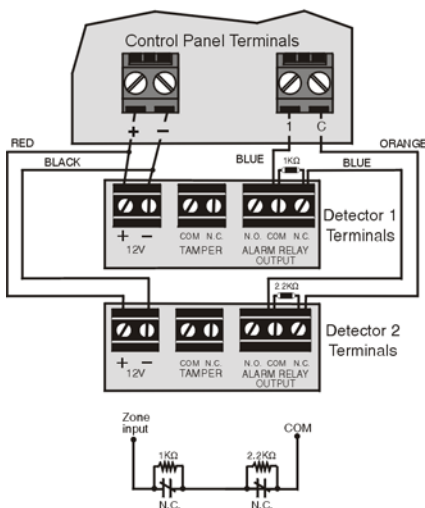 Control Panel Terminals
+ − 1 C
RED
ORANGE
BLACK
BLUE
1KΩ
BLUE
Detector 1
Terminals
+ −
12V
COM N.C.
TAMPER
N.O. COM N.C.
ALARM RELAY
OUTPUT
2.2KΩ
Detector 2
Terminals
+ −
12V
COM N.C.
TAMPER
N.O. COM N.C.
ALARM RELAY
OUTPUT
Zone
input
COM
1KΩ
2.2KΩ
N.C.
N.C.